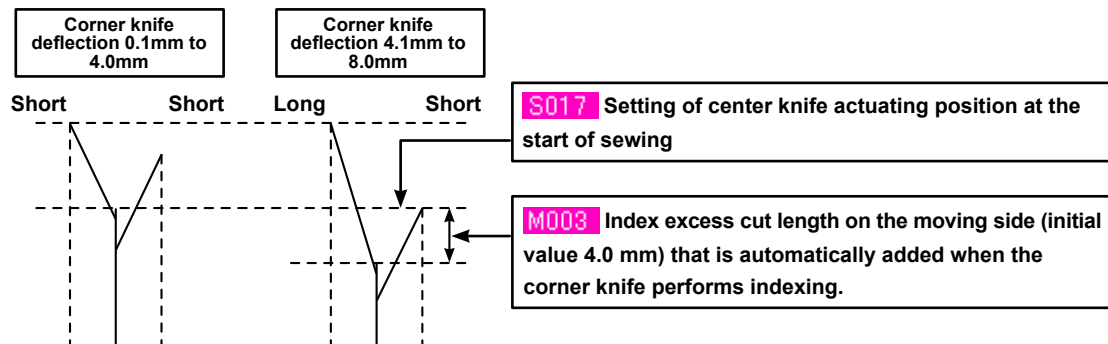 Corner knife
deflection 0.1mm to
4.0mm
Corner knife
deflection 4.1mm to
8.0mm
Short Short Long Short
S017 Setting of center knife actuating position at the
start of sewing
M003 Index excess cut length on the moving side (initial
value 4.0 mm) that is automatically added when the
corner knife performs indexing.